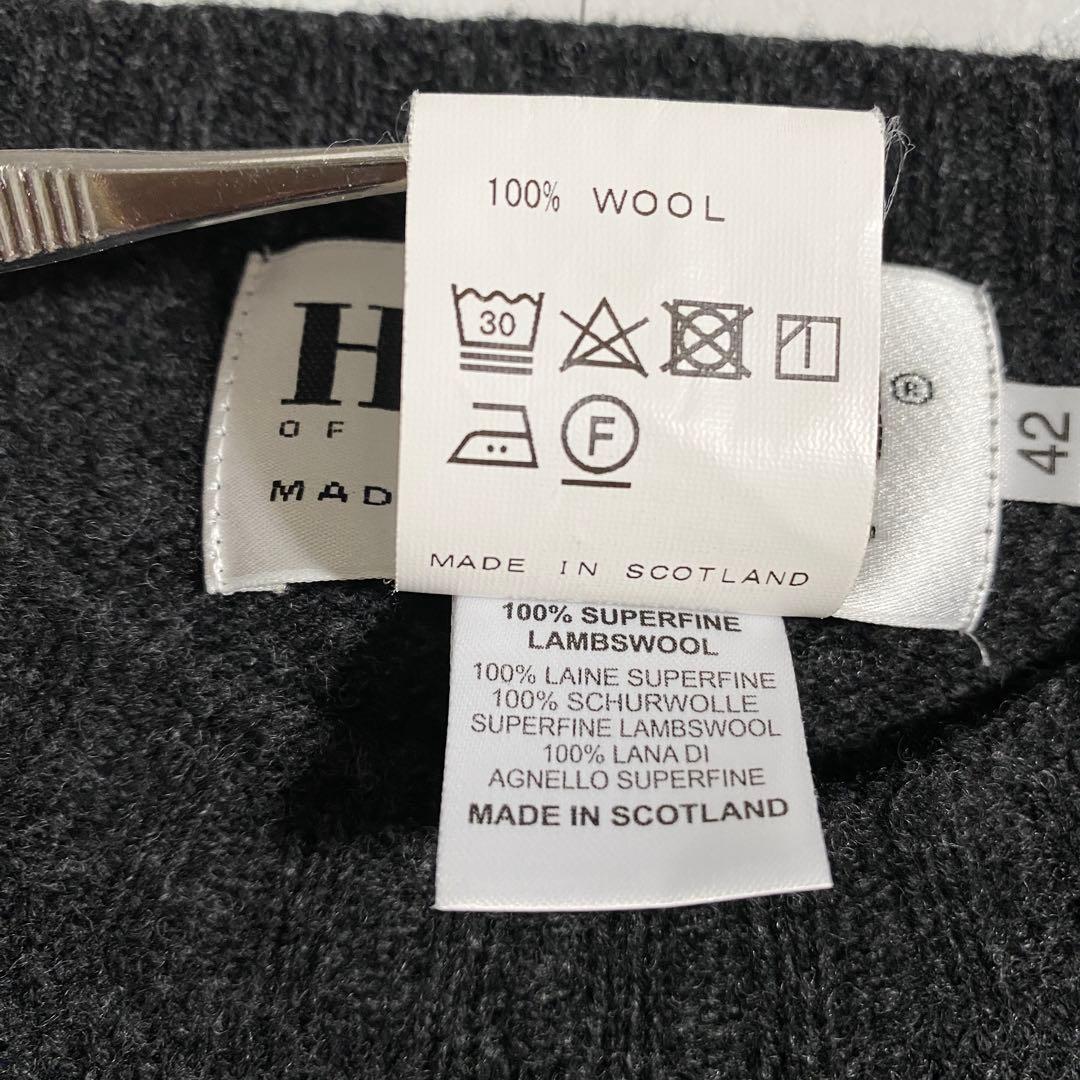 100% WOOL
30
F
MADE IN SCOTLAND
H
OF
MAD
®
42
100% SUPERFINE
LAMBSWOOL
100% LAINE SUPERFINE
100% SCHURWOLLE
SUPERFINE LAMBSWOOL
100% LANA DI
AGNELLO SUPERFINE
MADE IN SCOTLAND